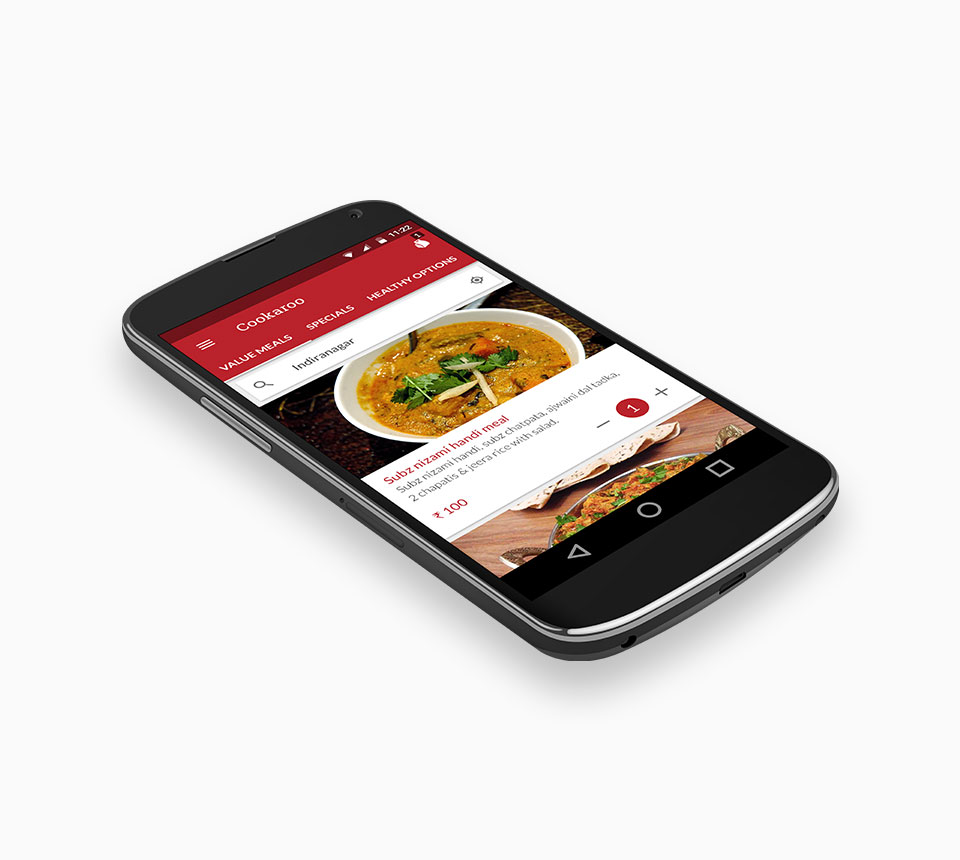 11:22
1
Cookaroo
VALUE MEALS
SPECIALS
HEALTHY OPTIONS
Indiranagar
Subz nizami handi meal
Subz nizami handi, subz chatpata, ajwaini dal tadka,
2 chapatis & jeera rice with salad.
₹ 100
1